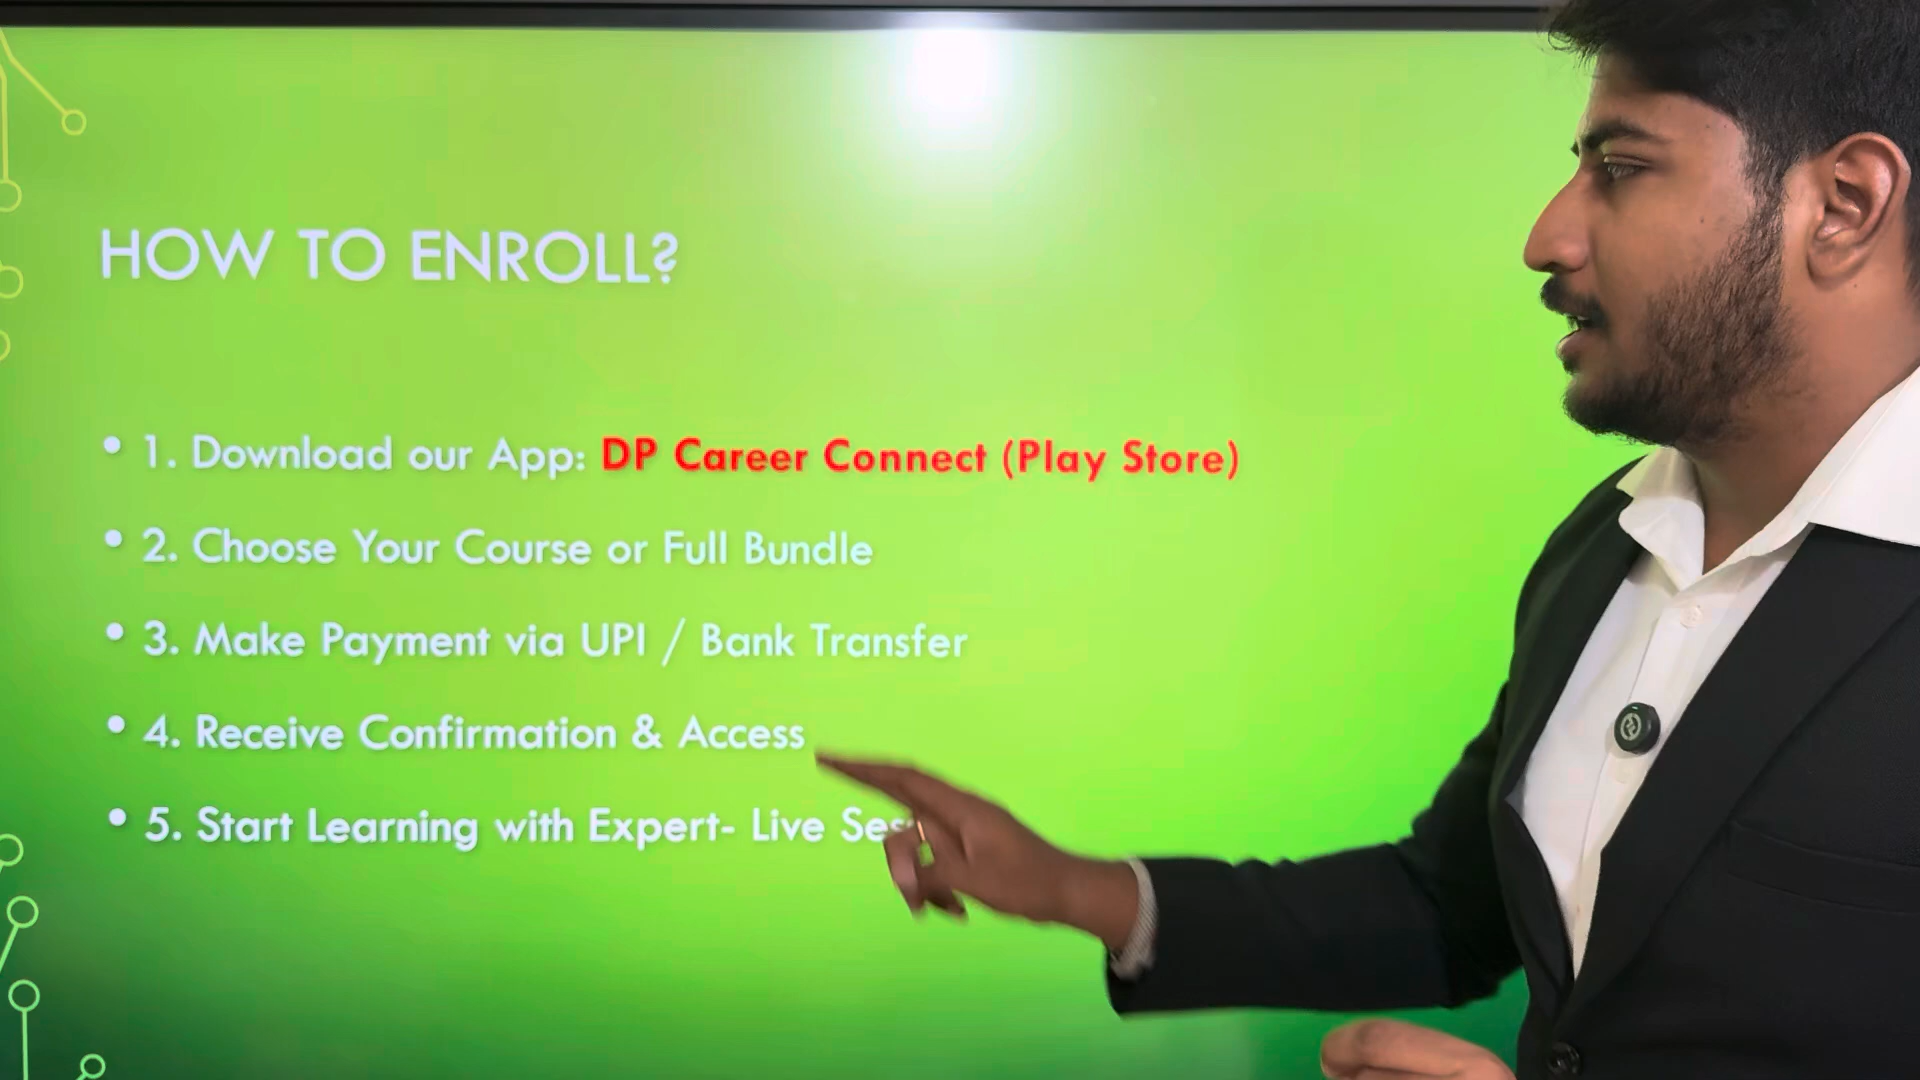 HOW TO ENROLL?
• 1. Download our App: DP Career Connect (Play Store)
• 2. Choose Your Course or Full Bundle
• 3. Make Payment via UPI / Bank Transfer
• 4. Receive Confirmation & Access
• 5. Start Learning with Expert- Live